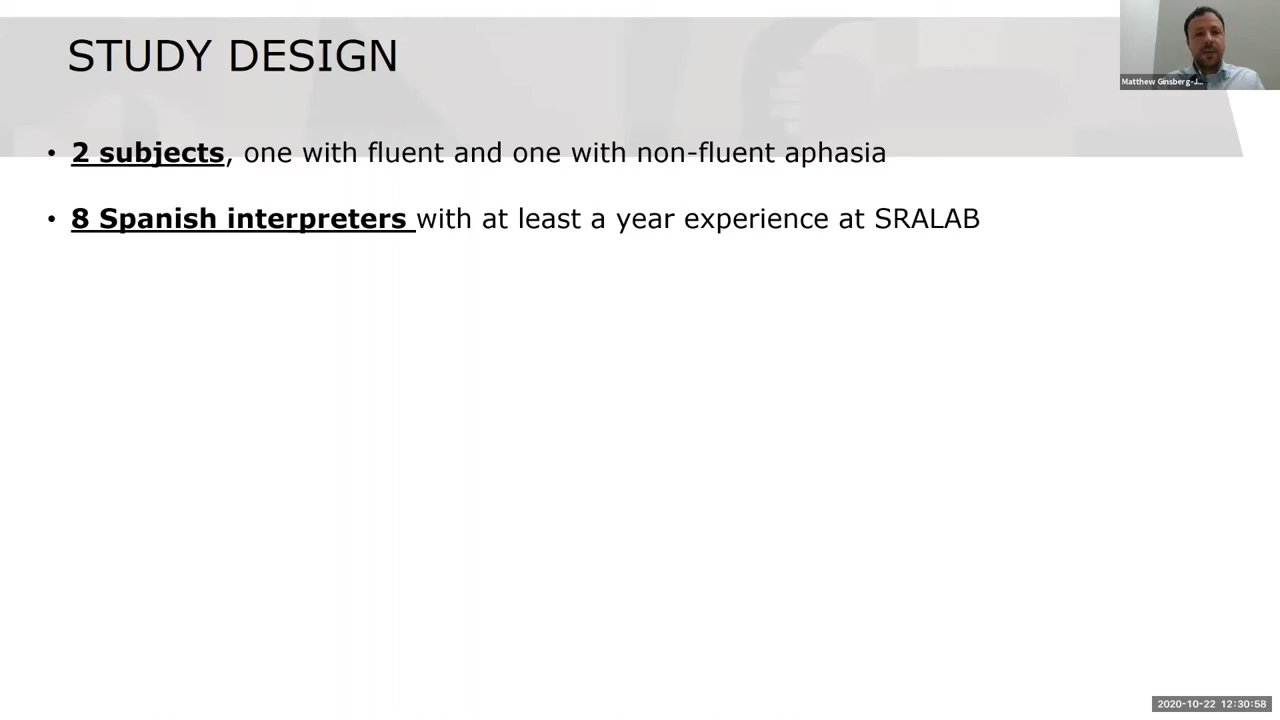 STUDY DESIGN
Matthew Ginsberg-J...
• 2 subjects, one with fluent and one with non-fluent aphasia
• 8 Spanish interpreters with at least a year experience at SRALAB
2020-10-22 12:30:58